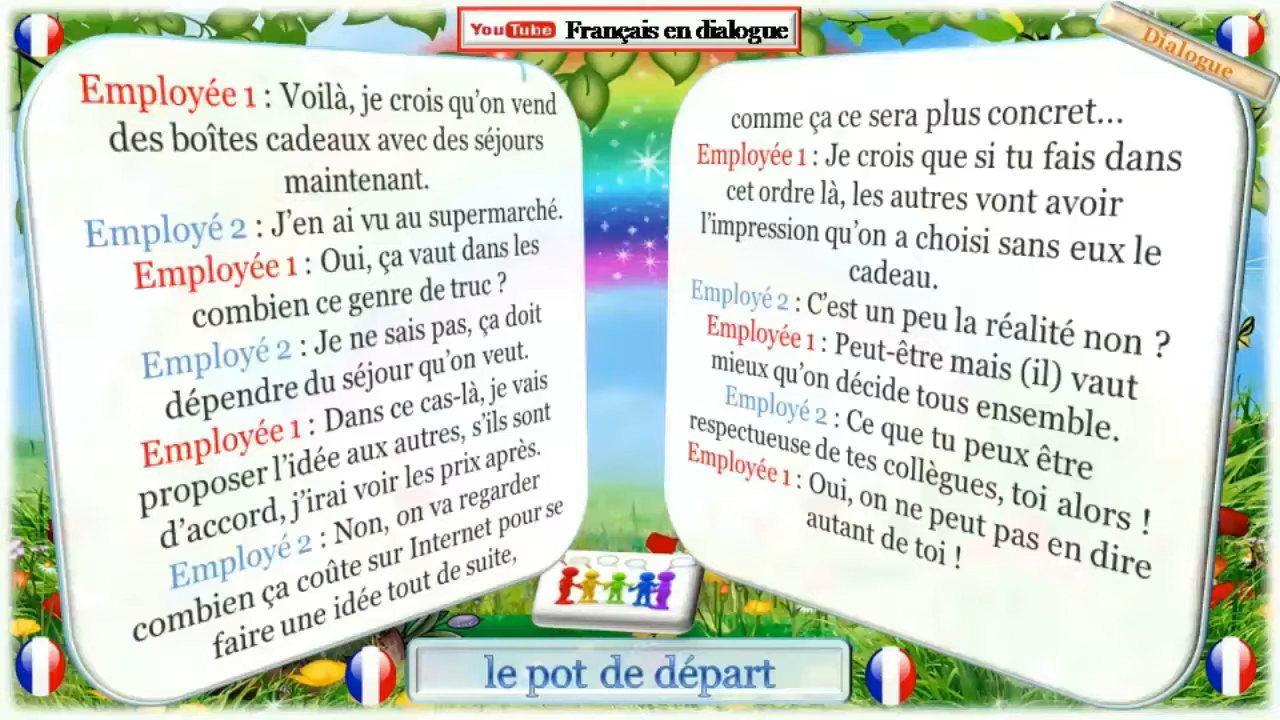 YouTube Français en dialogue
Dialogue
Employée 1 : Voilà, je crois qu’on vend
des boîtes cadeaux avec des séjours
maintenant.
Employé 2 : J’en ai vu au supermarché.
Employée 1 : Oui, ça vaut dans les
combien ce genre de truc ?
Employé 2 : Je ne sais pas, ça doit
dépendre du séjour qu’on veut.
Employée 1 : Dans ce cas-là, je vais
proposer l’idée aux autres, s’ils sont
d’accord, j’irai voir les prix après.
Employé 2 : Non, on va regarder
combien ça coûte sur Internet pour se
faire une idée tout de suite,
comme ça ce sera plus concret...
Employée 1 : Je crois que si tu fais dans
cet ordre là, les autres vont avoir
l’impression qu’on a choisi sans eux le
cadeau.
Employé 2 : C’est un peu la réalité non ?
Employée 1 : Peut-être mais (il) vaut
mieux qu’on décide tous ensemble.
Employé 2 : Ce que tu peux être
respectueuse de tes collègues, toi alors !
Employée 1 : Oui, on ne peut pas en dire
autant de toi !
le pot de départ